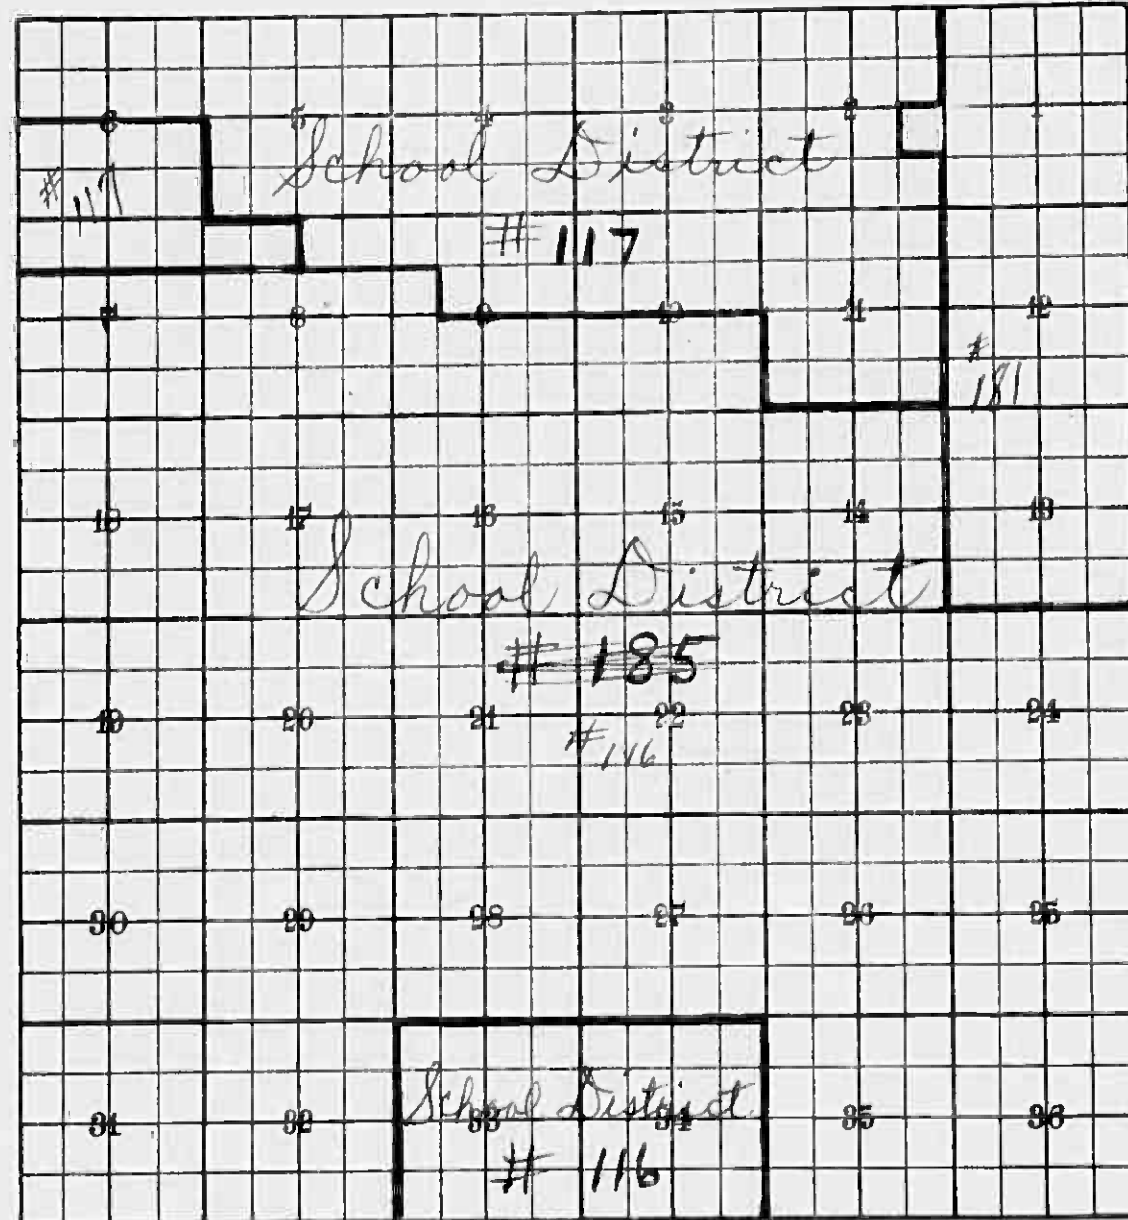 6 5 4 3 2 1
School District
# 117
# 117
7 8 9 10 11 12
# 181
18 17 16 15 14 13
School District
# 185
19 20 21 22 23 24
# 116
30 29 28 27 26 25
School District
31 32 33 34 35 36
# 116